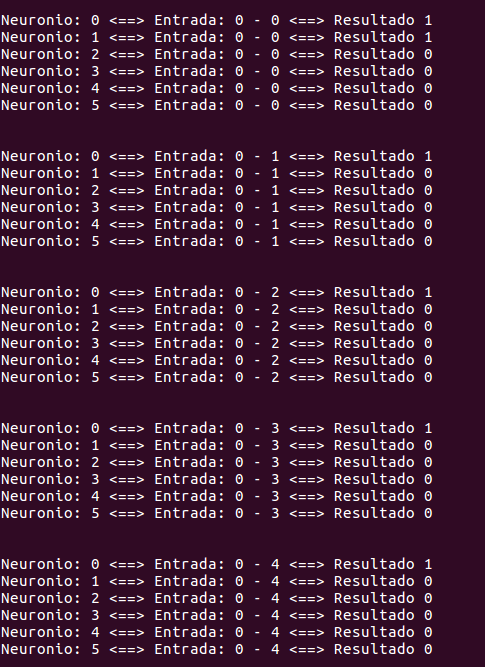 Neuronio: 0 <==> Entrada: 0 - 0 <==> Resultado 1
Neuronio: 1 <==> Entrada: 0 - 0 <==> Resultado 1
Neuronio: 2 <==> Entrada: 0 - 0 <==> Resultado 0
Neuronio: 3 <==> Entrada: 0 - 0 <==> Resultado 0
Neuronio: 4 <==> Entrada: 0 - 0 <==> Resultado 0
Neuronio: 5 <==> Entrada: 0 - 0 <==> Resultado 0
Neuronio: 0 <==> Entrada: 0 - 1 <==> Resultado 1
Neuronio: 1 <==> Entrada: 0 - 1 <==> Resultado 0
Neuronio: 2 <==> Entrada: 0 - 1 <==> Resultado 0
Neuronio: 3 <==> Entrada: 0 - 1 <==> Resultado 0
Neuronio: 4 <==> Entrada: 0 - 1 <==> Resultado 0
Neuronio: 5 <==> Entrada: 0 - 1 <==> Resultado 0
Neuronio: 0 <==> Entrada: 0 - 2 <==> Resultado 1
Neuronio: 1 <==> Entrada: 0 - 2 <==> Resultado 0
Neuronio: 2 <==> Entrada: 0 - 2 <==> Resultado 0
Neuronio: 3 <==> Entrada: 0 - 2 <==> Resultado 0
Neuronio: 4 <==> Entrada: 0 - 2 <==> Resultado 0
Neuronio: 5 <==> Entrada: 0 - 2 <==> Resultado 0
Neuronio: 0 <==> Entrada: 0 - 3 <==> Resultado 1
Neuronio: 1 <==> Entrada: 0 - 3 <==> Resultado 0
Neuronio: 2 <==> Entrada: 0 - 3 <==> Resultado 0
Neuronio: 3 <==> Entrada: 0 - 3 <==> Resultado 0
Neuronio: 4 <==> Entrada: 0 - 3 <==> Resultado 0
Neuronio: 5 <==> Entrada: 0 - 3 <==> Resultado 0
Neuronio: 0 <==> Entrada: 0 - 4 <==> Resultado 1
Neuronio: 1 <==> Entrada: 0 - 4 <==> Resultado 0
Neuronio: 2 <==> Entrada: 0 - 4 <==> Resultado 0
Neuronio: 3 <==> Entrada: 0 - 4 <==> Resultado 0
Neuronio: 4 <==> Entrada: 0 - 4 <==> Resultado 0
Neuronio: 5 <==> Entrada: 0 - 4 <==> Resultado 0